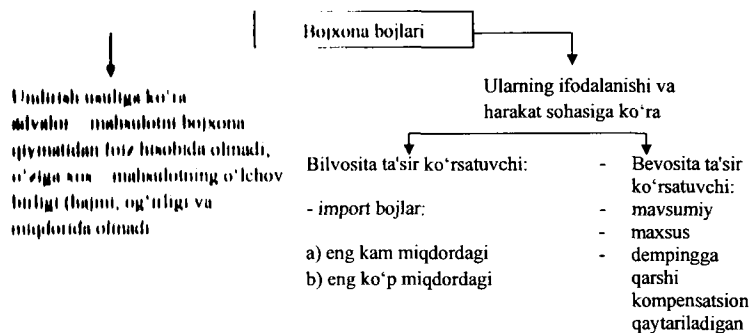 Bojxona bojlari
Undirish usuliga ko‘ra
advalor – mahsulotni bojxona
qiymatidan foiz hisobida olinadi,
o‘ziga xos – mahsulotning o‘lchov
birligi (hajmi, og‘irligi va
miqdorida olinadi
Ularning ifodalanishi va
harakat sohasiga ko‘ra
Bilvosita ta'sir ko‘rsatuvchi:
- import bojlar:
a) eng kam miqdordagi
b) eng ko‘p miqdordagi
- Bevosita ta'sir
ko‘rsatuvchi:
- mavsumiy
- maxsus
- dempingga
qarshi
kompensatsion
qaytariladigan